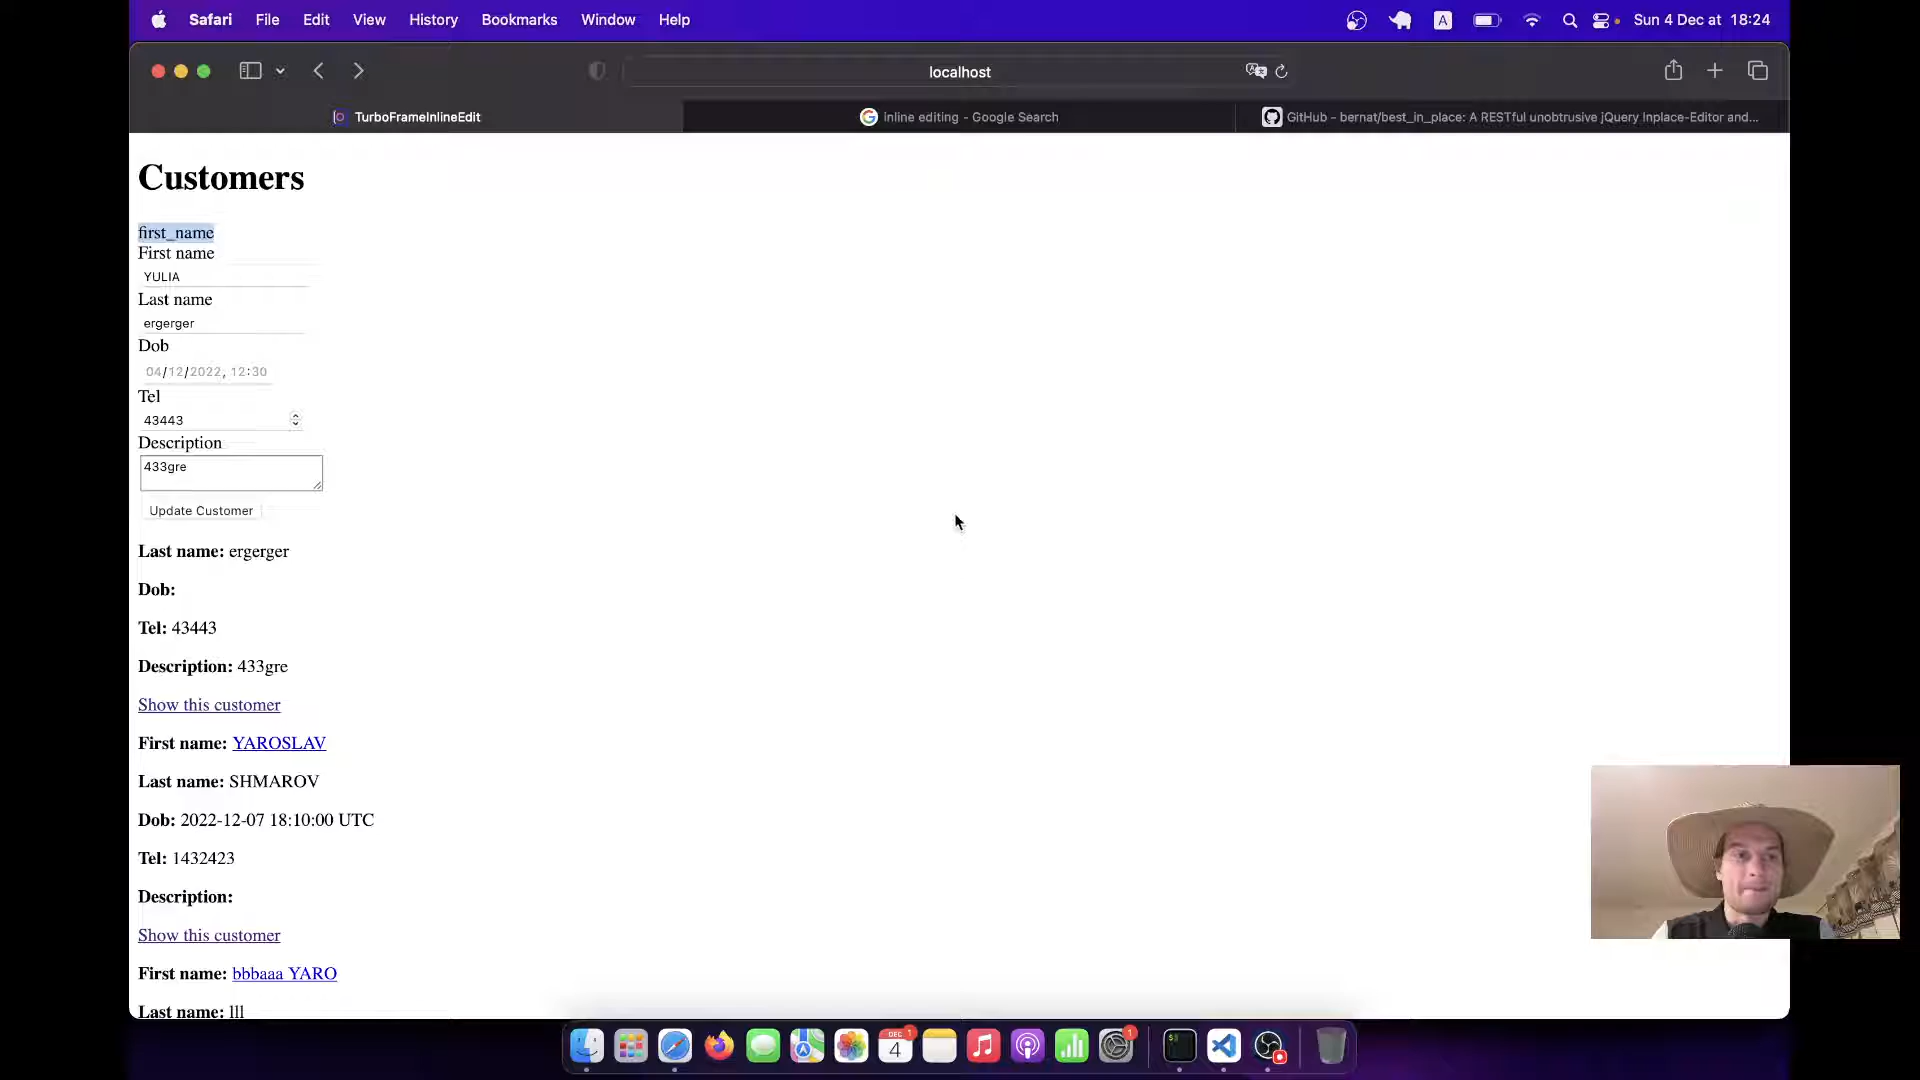 Safari File Edit View History Bookmarks Window Help A Sun 4 Dec at 18:24
localhost
TurboFrameInlineEdit
inline editing - Google Search
GitHub - bernat/best_in_place: A RESTful unobtrusive jQuery Inplace-Editor and...
Customers
first_name
First name
YULIA
Last name
ergerger
Dob
04/12/2022, 12:30
Tel
43443
Description
433gre
Update Customer
Last name: ergerger
Dob:
Tel: 43443
Description: 433gre
Show this customer
First name: YAROSLAV
Last name: SHMAROV
Dob: 2022-12-07 18:10:00 UTC
Tel: 1432423
Description:
Show this customer
First name: bbbaaa YARO
Last name: lll
DEC 1
4
1
$